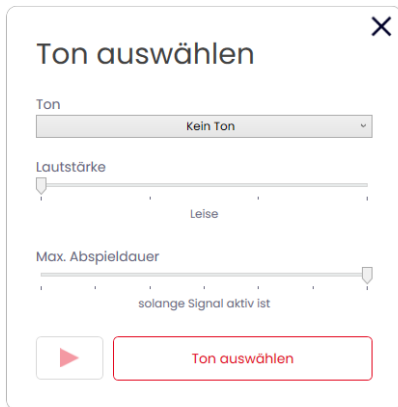 Ton auswählen
Ton
Kein Ton
Lautstärke
Leise
Max. Abspieldauer
solange Signal aktiv ist
Ton auswählen